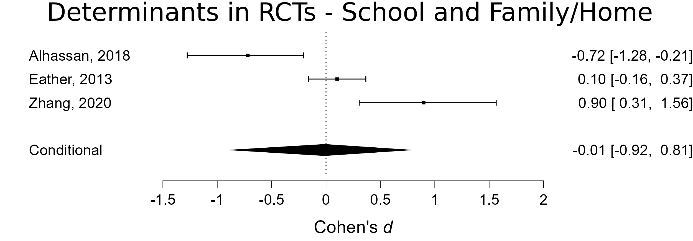 Determinants in RCTs - School and Family/Home
Alhassan, 2018 -0.72 [-1.28, -0.21]
Eather, 2013 0.10 [-0.16, 0.37]
Zhang, 2020 0.90 [ 0.31, 1.56]
Conditional -0.01 [-0.92, 0.81]
-1.5 -1 -0.5 0 0.5 1 1.5 2
Cohen's d